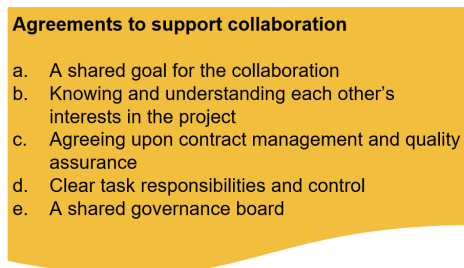 Agreements to support collaboration
a. A shared goal for the collaboration
b. Knowing and understanding each other’s
interests in the project
c. Agreeing upon contract management and quality
assurance
d. Clear task responsibilities and control
e. A shared governance board